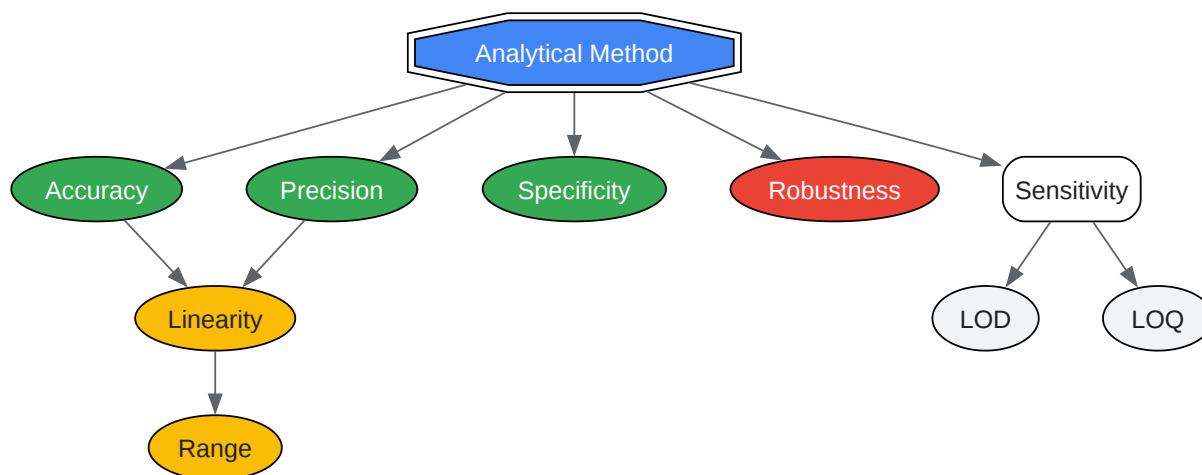 Analytical Method
Accuracy
Precision
Specificity
Robustness
Sensitivity
Linearity
LOD
LOQ
Range